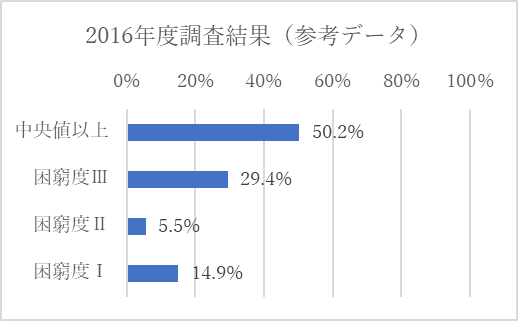 2016年度調査結果（参考データ）
0% 20% 40% 60% 80% 100%
中央値以上 50.2%
困窮度Ⅲ 29.4%
困窮度Ⅱ 5.5%
困窮度Ⅰ 14.9%